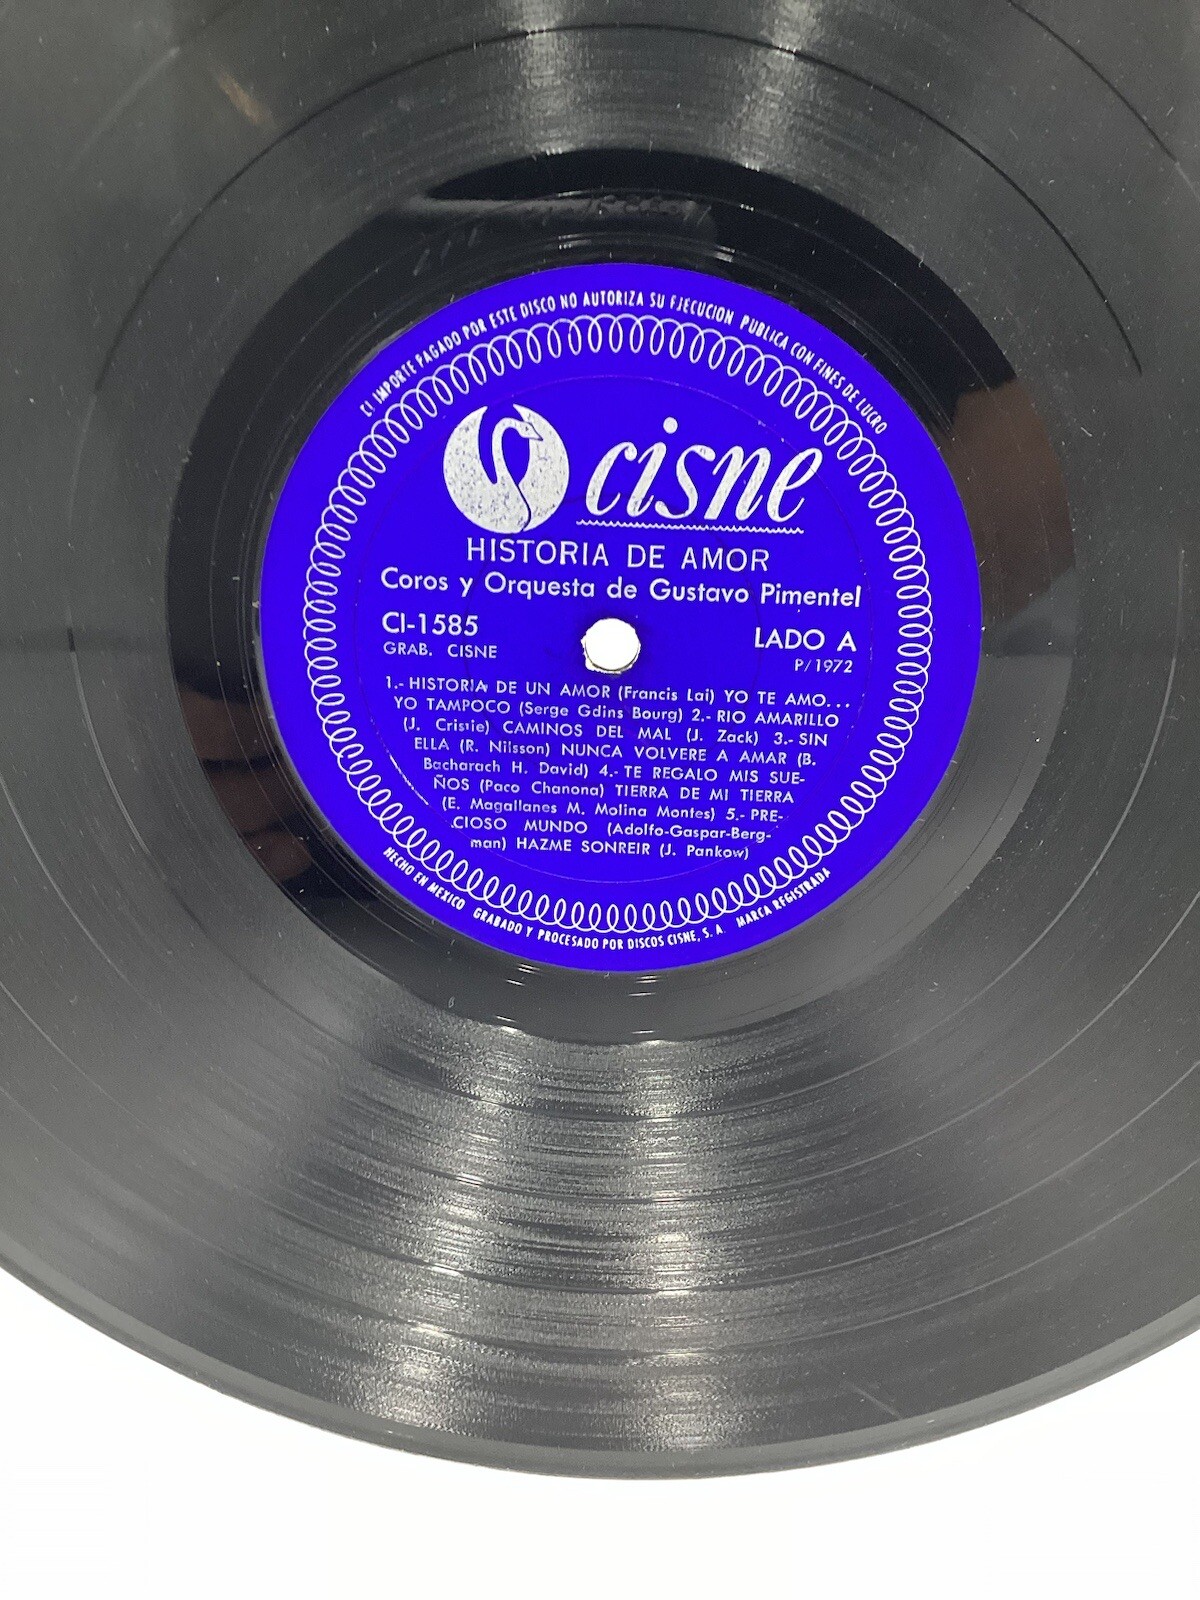 El IMPORTE PAGADO POR ESTE DISCO NO AUTORIZA SU EJECUCION PUBLICA CON FINES DE LUCRO
cisne
HISTORIA DE AMOR
Coros y Orquesta de Gustavo Pimentel
CI-1585 LADO A
GRAB. CISNE P/1972
1.- HISTORIA DE UN AMOR (Francis Lai) YO TE AMO...
YO TAMPOCO (Serge Gdins Bourg) 2.- RIO AMARILLO
(J. Cristie) CAMINOS DEL MAL (J. Zack) 3.- SIN
ELLA (R. Nilsson) NUNCA VOLVERE A AMAR (B.
Bacharach H. David) 4.- TE REGALO MIS SUE-
ÑOS (Paco Chanona) TIERRA DE MI TIERRA
(E. Magallanes M. Molina Montes) 5.- PRE-
CIOSO MUNDO (Adolfo-Gaspar-Berg-
man) HAZME SONREIR (J. Pankow)
HECHO EN MEXICO GRABADO Y PROCESADO POR DISCOS CISNE, S. A. MARCA REGISTRADA